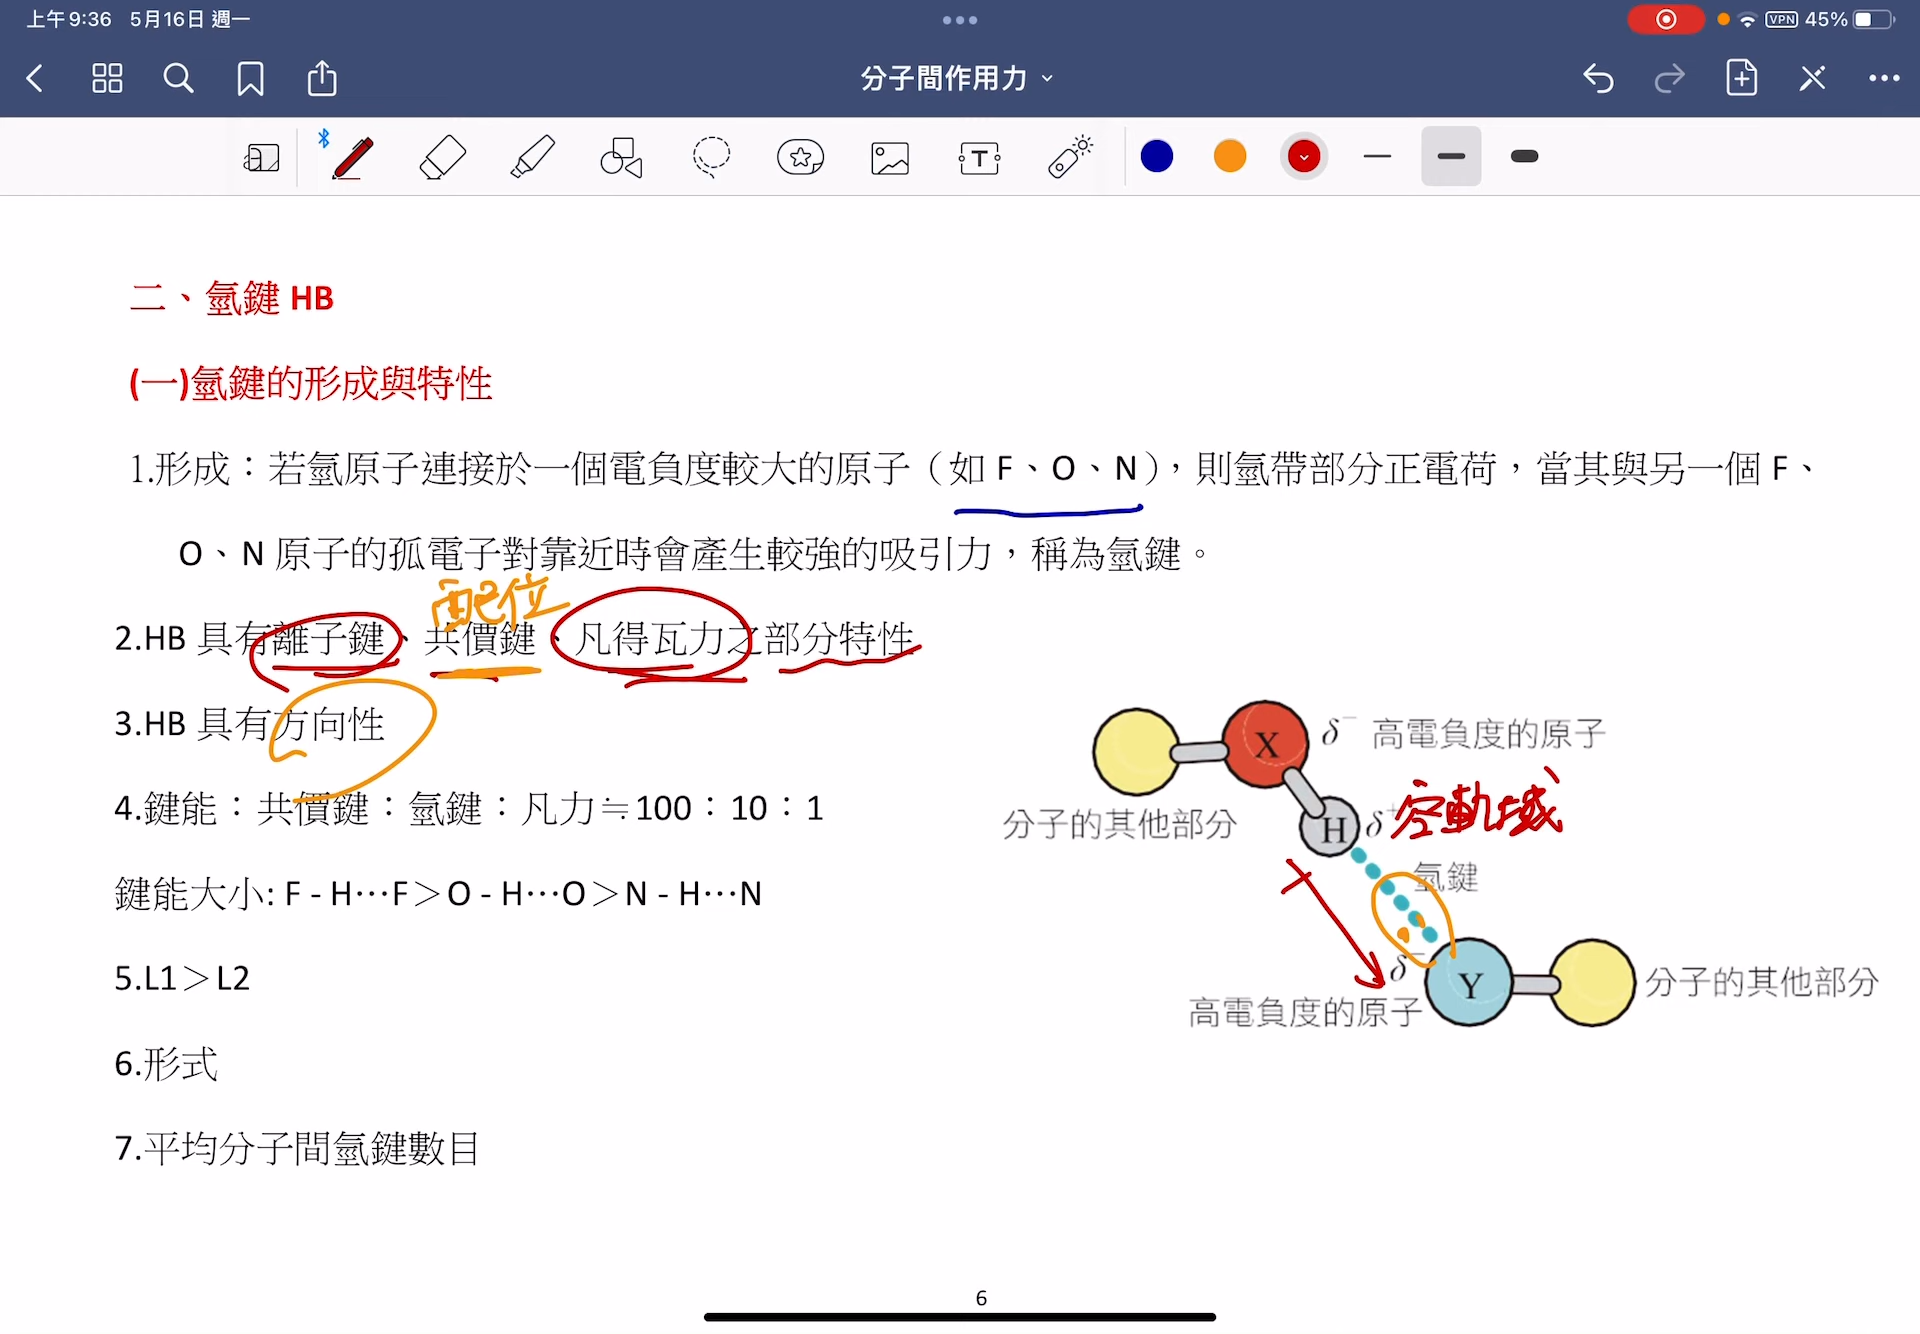 上午9:36 5月16日 週一
VPN 45%
分子間作用力
二、氫鍵 HB
(一)氫鍵的形成與特性
1.形成：若氫原子連接於一個電負度較大的原子（如 F、O、N），則氫帶部分正電荷，當其與另一個 F、
O、N 原子的孤電子對靠近時會產生較強的吸引力，稱為氫鍵。
配位
2.HB 具有離子鍵、共價鍵、凡得瓦力之部分特性
3.HB 具有方向性
4.鍵能：共價鍵：氫鍵：凡力≒100：10：1
鍵能大小: F - H⋯F＞O - H⋯O＞N - H⋯N
5.L1＞L2
6.形式
7.平均分子間氫鍵數目
X δ⁻ 高電負度的原子
分子的其他部分
H δ⁺ 空軌域
氫鍵
δ⁻ Y 分子的其他部分
高電負度的原子
6